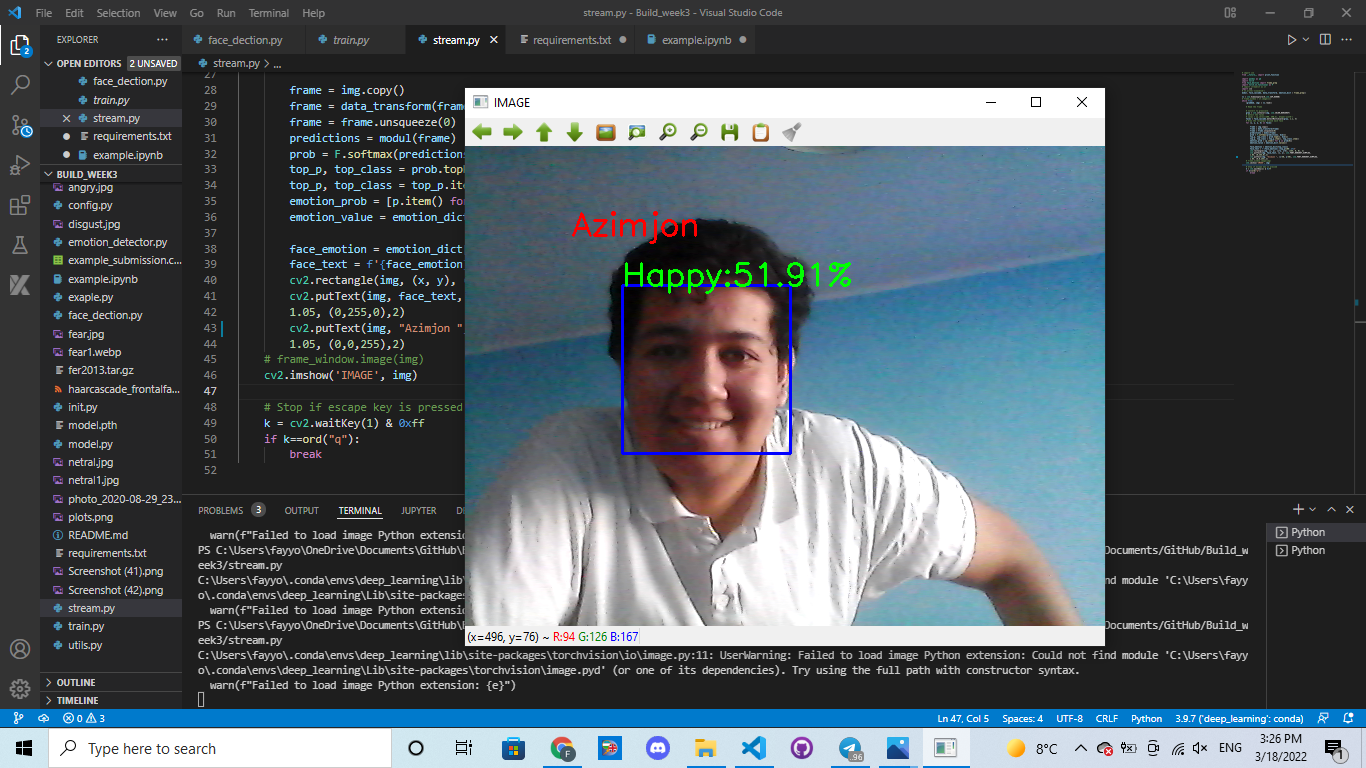 File Edit Selection View Go Run Terminal Help
stream.py - Build_week3 - Visual Studio Code
EXPLORER
face_dection.py
train.py
stream.py
requirements.txt
example.ipynb
OPEN EDITORS
2 UNSAVED
face_dection.py
train.py
stream.py
requirements.txt
example.ipynb
BUILD_WEEK3
angry.jpg
config.py
disgust.jpg
emotion_detector.py
example_submission.c...
example.ipynb
exaple.py
face_dection.py
fear.jpg
fear1.webp
fer2013.tar.gz
haarcascade_frontalfa...
init.py
model.pth
model.py
netral.jpg
netral1.jpg
photo_2020-08-29_23...
plots.png
README.md
requirements.txt
Screenshot (41).png
Screenshot (42).png
stream.py
train.py
utils.py
OUTLINE
TIMELINE
stream.py > ...
27
28 frame = img.copy()
29 frame = data_transform(fram
30 frame = frame.unsqueeze(0)
31 predictions = modul(frame)
32 prob = F.softmax(prediction
33 top_p, top_class = prob.top
34 top_p, top_class = top_p.it
35 emotion_prob = [p.item() fo
36 emotion_value = emotion_dic
37
38 face_emotion = emotion_dict
39 face_text = f'{face_emotion
40 cv2.rectangle(img, (x, y),
41 cv2.putText(img, face_text,
42 1.05, (0,255,0),2)
43 cv2.putText(img, "Azimjon "
44 1.05, (0,0,255),2)
45 # frame_window.image(img)
46 cv2.imshow('IMAGE', img)
47
48 # Stop if escape key is pressed
49 k = cv2.waitKey(1) & 0xff
50 if k==ord("q"):
51 break
52
IMAGE
Azimjon
Happy:51.91%
(x=496, y=76) ~ R:94 G:126 B:167
PROBLEMS 3 OUTPUT TERMINAL JUPYTER
warn(f"Failed to load image Python extensi
PS C:\Users\fayyo\OneDrive\Documents\GitHub\
Documents/GitHub/Build_w
eek3/stream.py
C:\Users\fayyo\.conda\envs\deep_learning\lib\
nd module 'C:\Users\fayy
o\.conda\envs\deep_learning\Lib\site-packages
warn(f"Failed to load image Python extensi
PS C:\Users\fayyo\OneDrive\Documents\GitHub\
Documents/GitHub/Build_w
eek3/stream.py
C:\Users\fayyo\.conda\envs\deep_learning\lib\site-packages\torchvision\io\image.py:11: UserWarning: Failed to load image Python extension: Could not find module 'C:\Users\fayy
o\.conda\envs\deep_learning\Lib\site-packages\torchvision\image.pyd' (or one of its dependencies). Try using the full path with constructor syntax.
warn(f"Failed to load image Python extension: {e}")
Python
Python
0 3
Ln 47, Col 5 Spaces: 4 UTF-8 CRLF Python 3.9.7 ('deep_learning': conda)
Type here to search
8°C
ENG
3:26 PM
3/18/2022